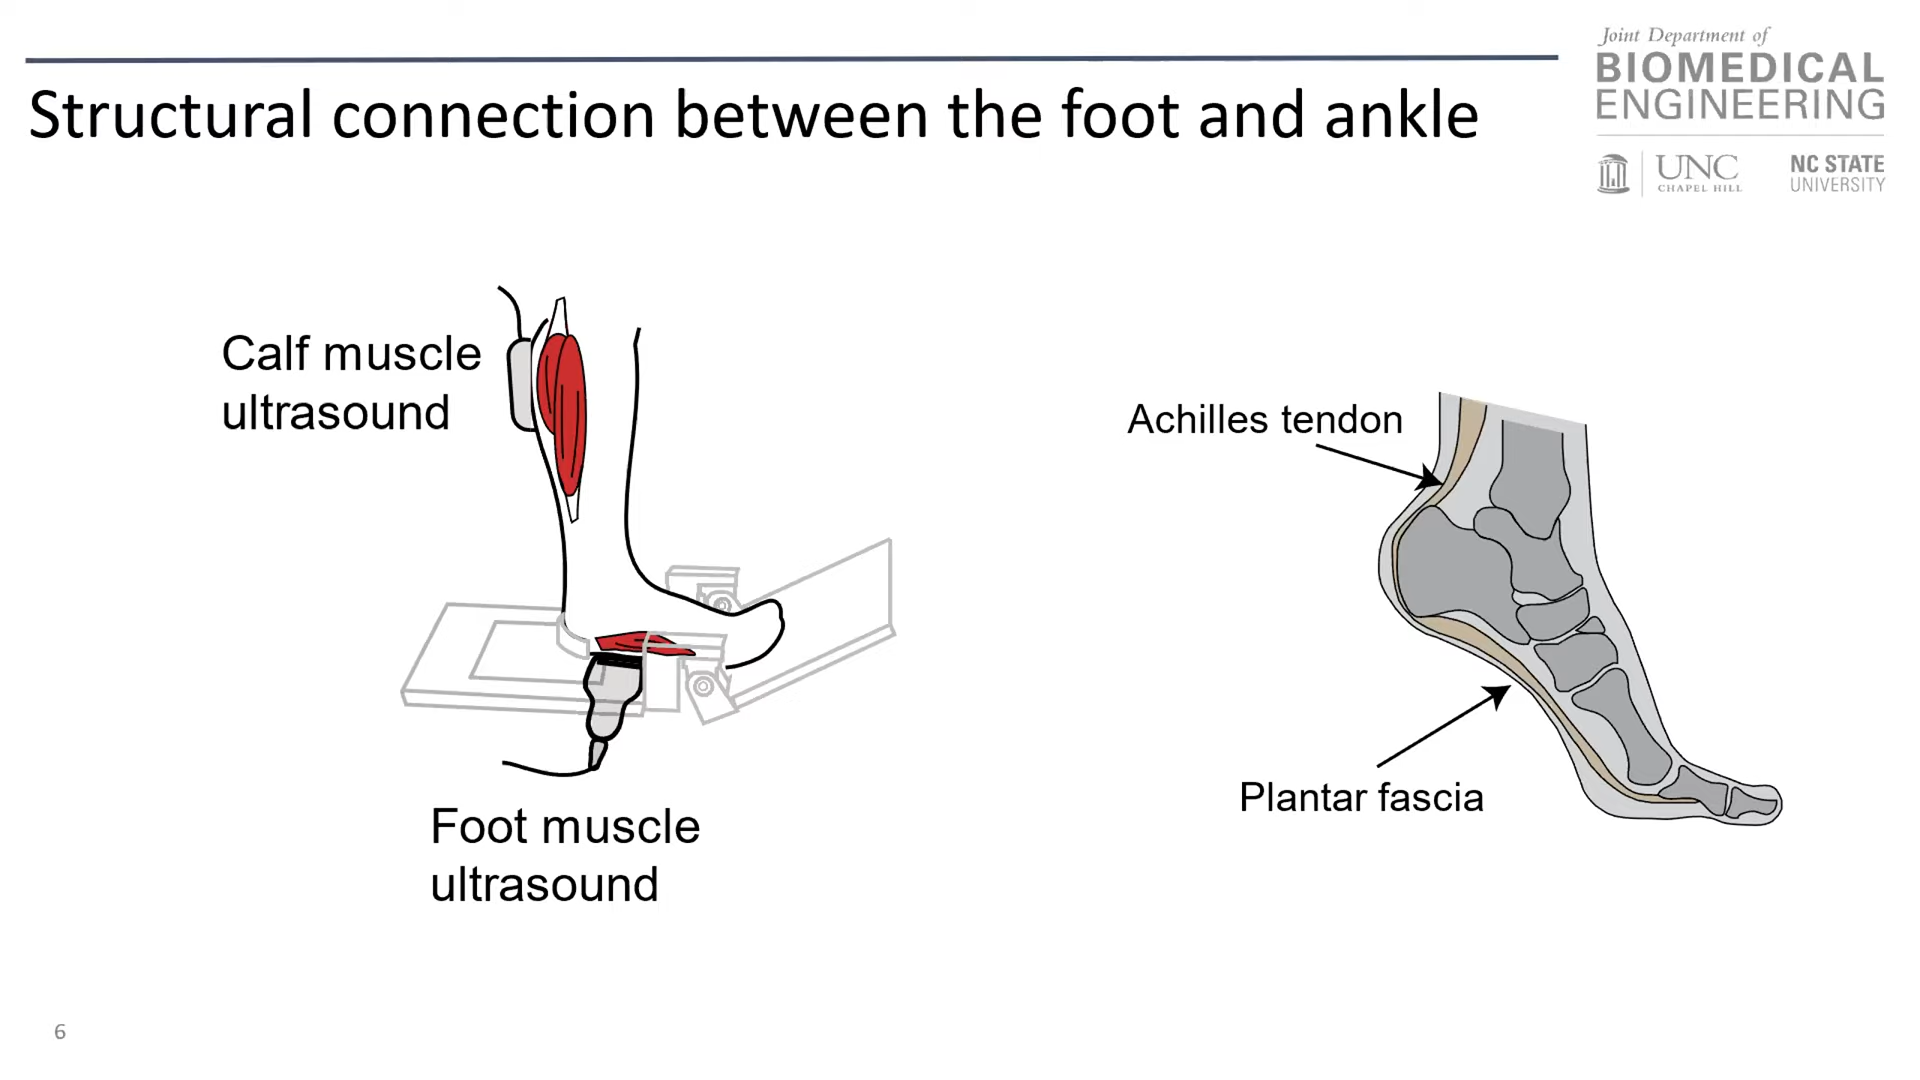 Joint Department of
BIOMEDICAL
ENGINEERING
UNC
CHAPEL HILL
NC STATE
UNIVERSITY
Structural connection between the foot and ankle
Calf muscle
ultrasound
Foot muscle
ultrasound
Achilles tendon
Plantar fascia
6